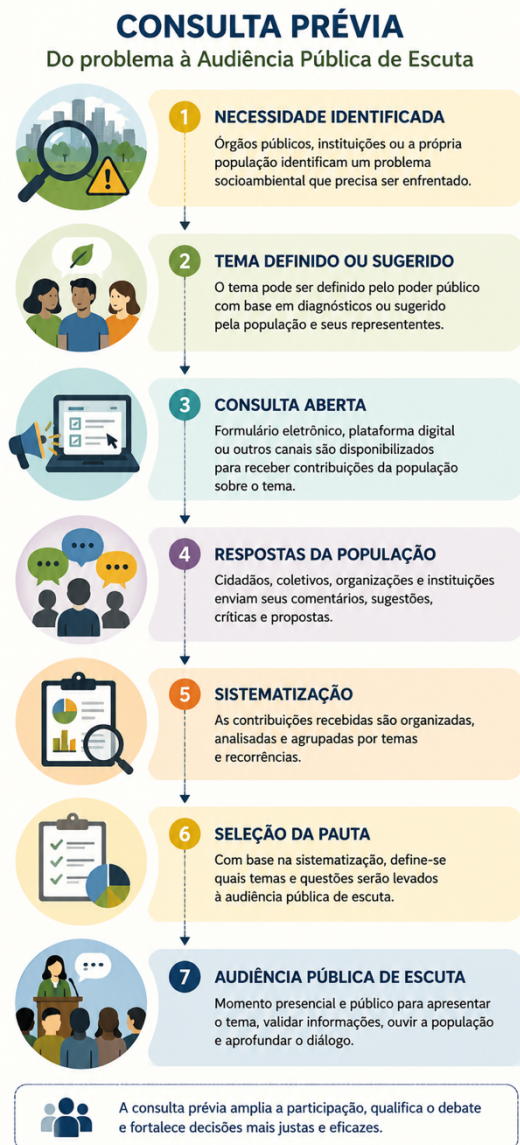 CONSULTA PRÉVIA
Do problema à Audiência Pública de Escuta
1
NECESSIDADE IDENTIFICADA
Órgãos públicos, instituições ou a própria
população identificam um problema
socioambiental que precisa ser enfrentado.
2
TEMA DEFINIDO OU SUGERIDO
O tema pode ser definido pelo poder público
com base em diagnósticos ou sugerido
pela população e seus represententes.
3
CONSULTA ABERTA
Formulário eletrônico, plataforma digital
ou outros canais são disponibilizados
para receber contribuições da população
sobre o tema.
4
RESPOSTAS DA POPULAÇÃO
Cidadãos, coletivos, organizações e instituições
enviam seus comentários, sugestões,
críticas e propostas.
5
SISTEMATIZAÇÃO
As contribuições recebidas são organizadas,
analisadas e agrupadas por temas
e recorrências.
6
SELEÇÃO DA PAUTA
Com base na sistematização, define-se
quais temas e questões serão levados
à audiência pública de escuta.
7
AUDIÊNCIA PÚBLICA DE ESCUTA
Momento presencial e público para apresentar
o tema, validar informações, ouvir a população
e aprofundar o diálogo.
A consulta prévia amplia a participação, qualifica o debate
e fortalece decisões mais justas e eficazes.